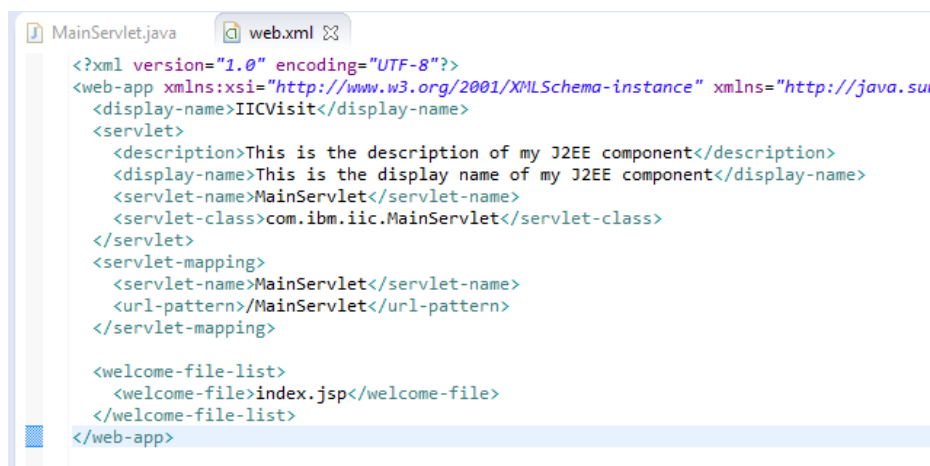 MainServlet.java web.xml
<?xml version="1.0" encoding="UTF-8"?>
<web-app xmlns:xsi="http://www.w3.org/2001/XMLSchema-instance" xmlns="http://java.sun
<display-name>IICVisit</display-name>
<servlet>
<description>This is the description of my J2EE component</description>
<display-name>This is the display name of my J2EE component</display-name>
<servlet-name>MainServlet</servlet-name>
<servlet-class>com.ibm.iic.MainServlet</servlet-class>
</servlet>
<servlet-mapping>
<servlet-name>MainServlet</servlet-name>
<url-pattern>/MainServlet</url-pattern>
</servlet-mapping>
<welcome-file-list>
<welcome-file>index.jsp</welcome-file>
</welcome-file-list>
</web-app>